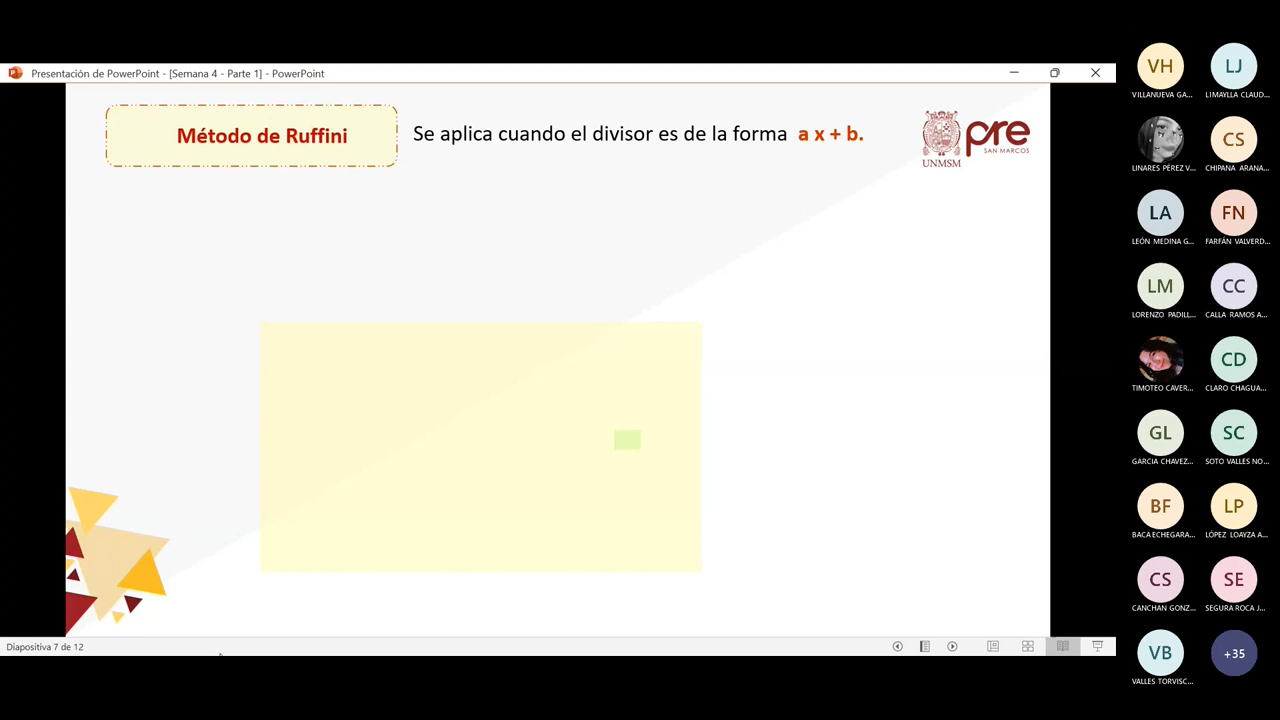 Presentación de PowerPoint - [Semana 4 - Parte 1] - PowerPoint
Método de Ruffini
Se aplica cuando el divisor es de la forma a x + b.
UNMSM
pre
SAN MARCOS
Diapositiva 7 de 12
VH
VILLANUEVA GA...
LJ
LIMAYLLA CLAUD...
LINARES PÉREZ V...
CS
CHIPANA ARANA...
LA
LEÓN MEDINA G...
FN
FARFÁN VALVERD...
LM
LORENZO PADILL...
CC
CALLA RAMOS A...
TIMOTEO CAVER...
CD
CLARO CHAGUA...
GL
GARCIA CHAVEZ...
SC
SOTO VALLES NO...
BF
BACA ECHEGARA...
LP
LÓPEZ LOAYZA A...
CS
CANCHAN GONZ...
SE
SEGURA ROCA J...
VB
VALLES TORVISC...
+35